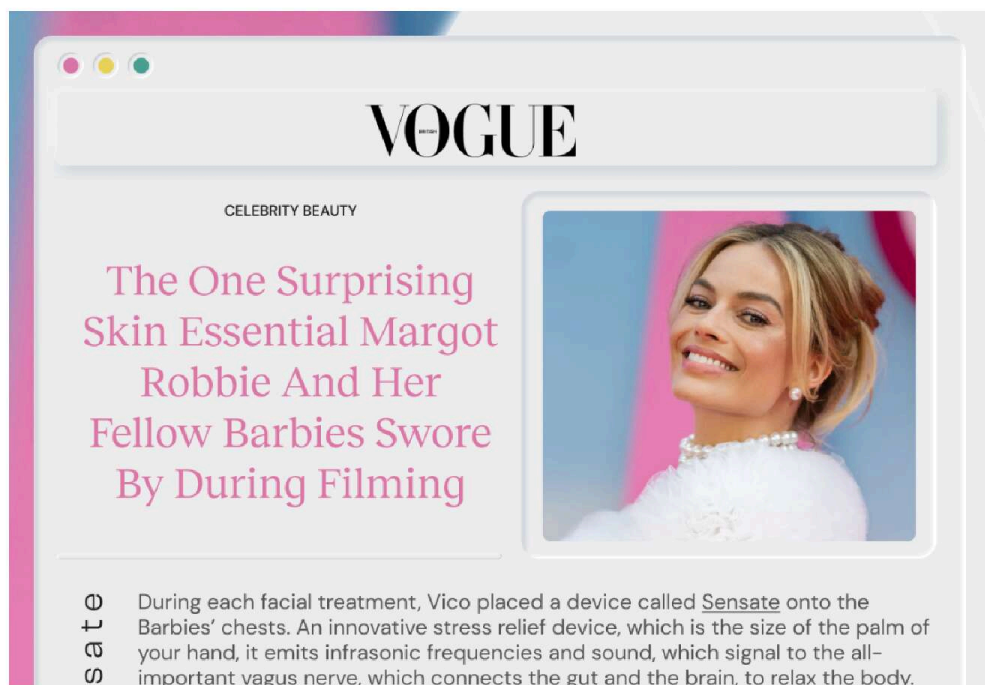 VOGUE
BRITISH
CELEBRITY BEAUTY
The One Surprising
Skin Essential Margot
Robbie And Her
Fellow Barbies Swore
By During Filming
sate
During each facial treatment, Vico placed a device called Sensate onto the
Barbies’ chests. An innovative stress relief device, which is the size of the palm of
your hand, it emits infrasonic frequencies and sound, which signal to the all-
important vagus nerve, which connects the gut and the brain, to relax the body.